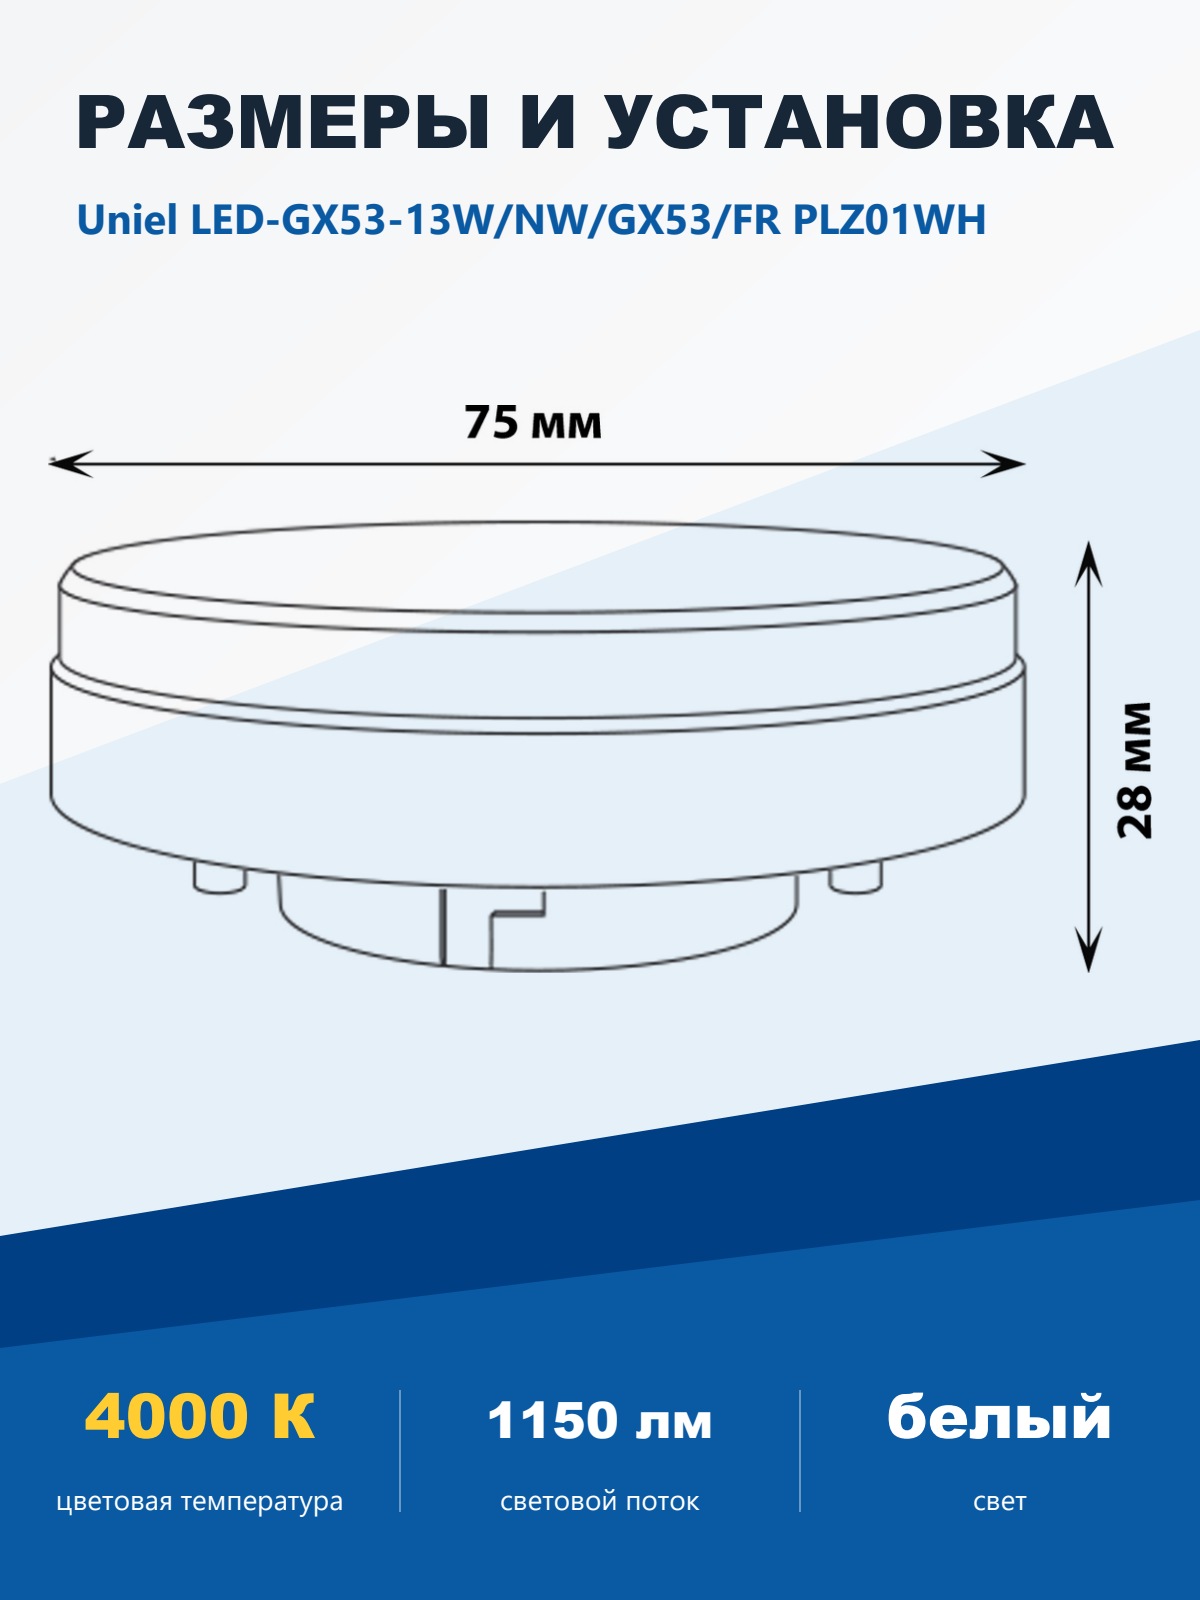 РАЗМЕРЫ И УСТАНОВКА
Uniel LED-GX53-13W/NW/GX53/FR PLZ01WH
75 мм
28 мм
4000 К
цветовая температура
1150 лм
световой поток
белый
свет